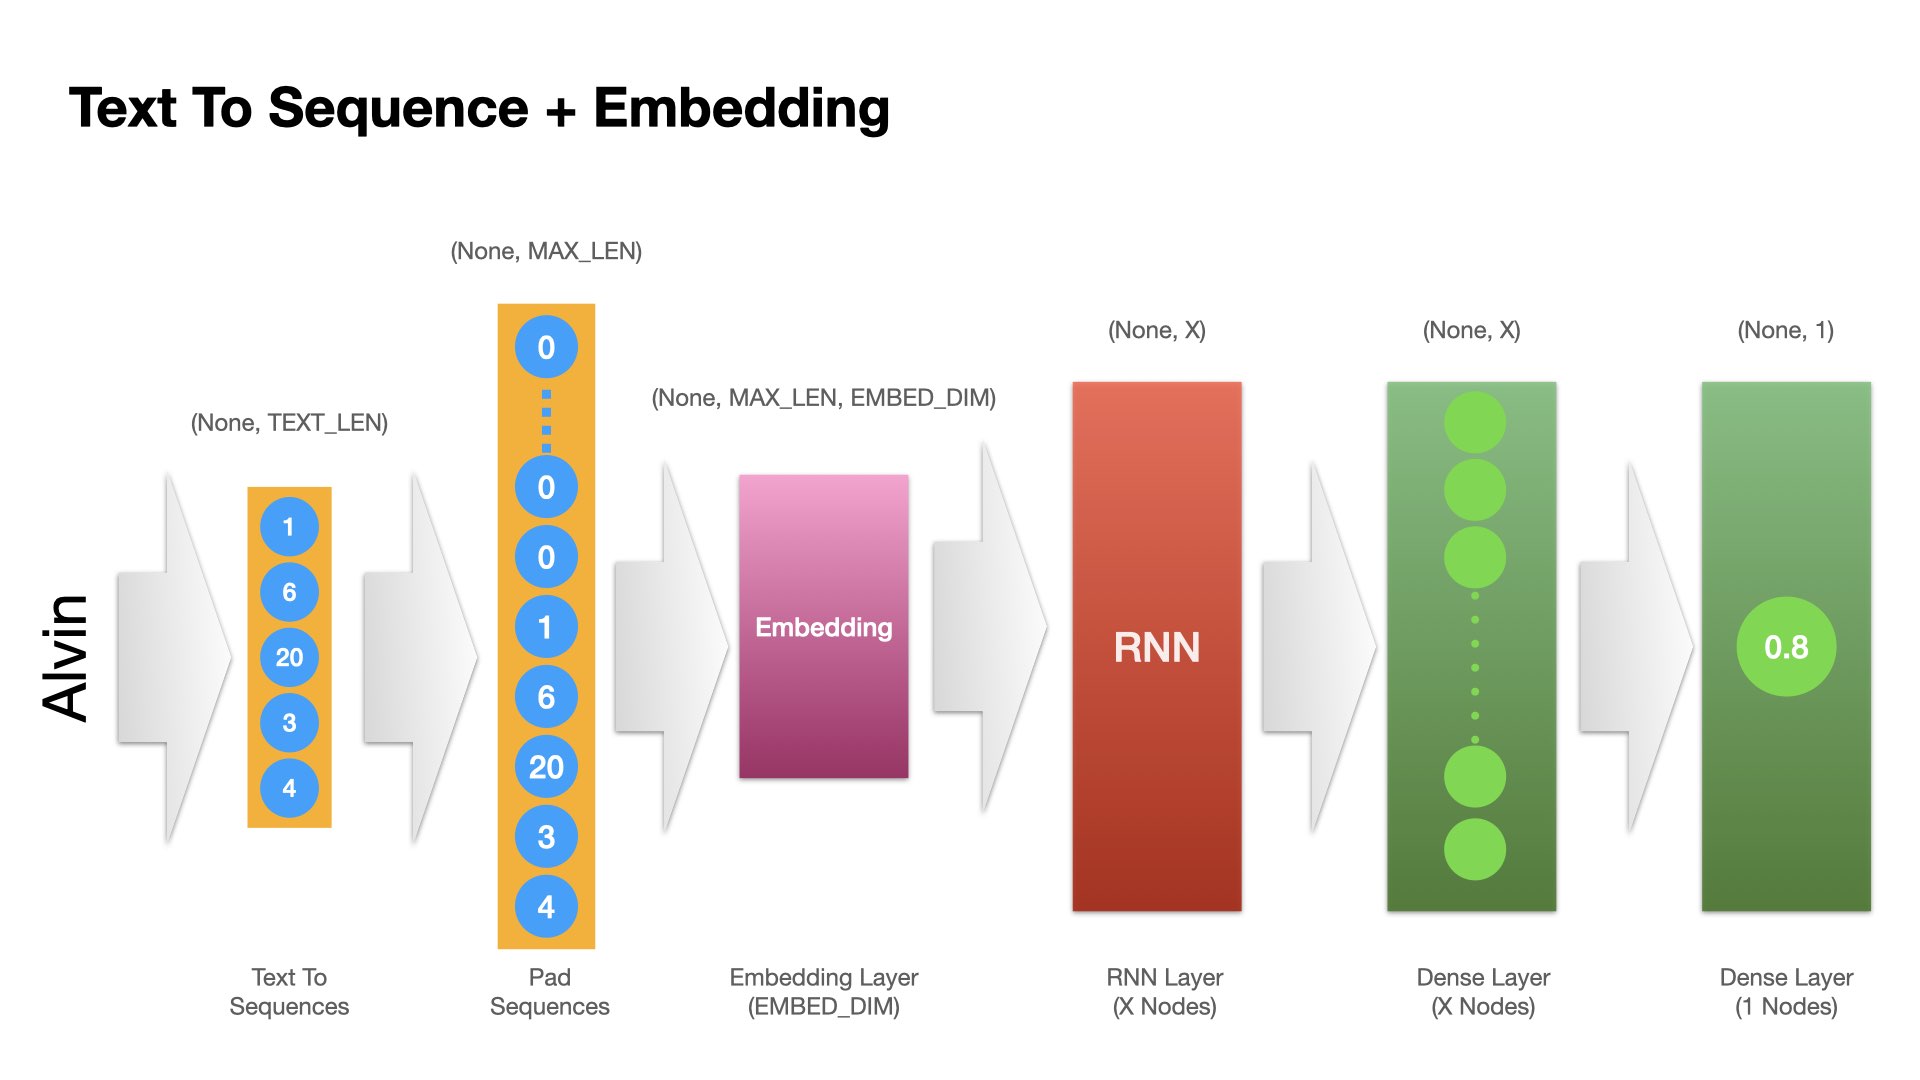 Text To Sequence + Embedding
(None, MAX_LEN)
(None, TEXT_LEN)
(None, MAX_LEN, EMBED_DIM)
(None, X)
(None, X)
(None, 1)
Alvin
1
6
20
3
4
0
0
0
1
6
20
3
4
Embedding
RNN
0.8
Text To
Sequences
Pad
Sequences
Embedding Layer
(EMBED_DIM)
RNN Layer
(X Nodes)
Dense Layer
(X Nodes)
Dense Layer
(1 Nodes)